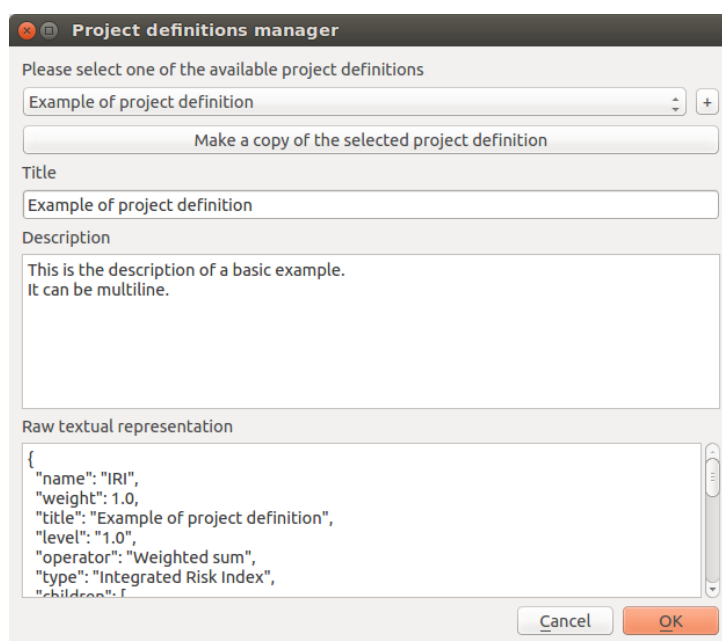 Project definitions manager
Please select one of the available project definitions
Example of project definition
+
Make a copy of the selected project definition
Title
Example of project definition
Description
This is the description of a basic example.
It can be multiline.
Raw textual representation
{
"name": "IRI",
"weight": 1.0,
"title": "Example of project definition",
"level": "1.0",
"operator": "Weighted sum",
"type": "Integrated Risk Index",
"children": [
Cancel
OK